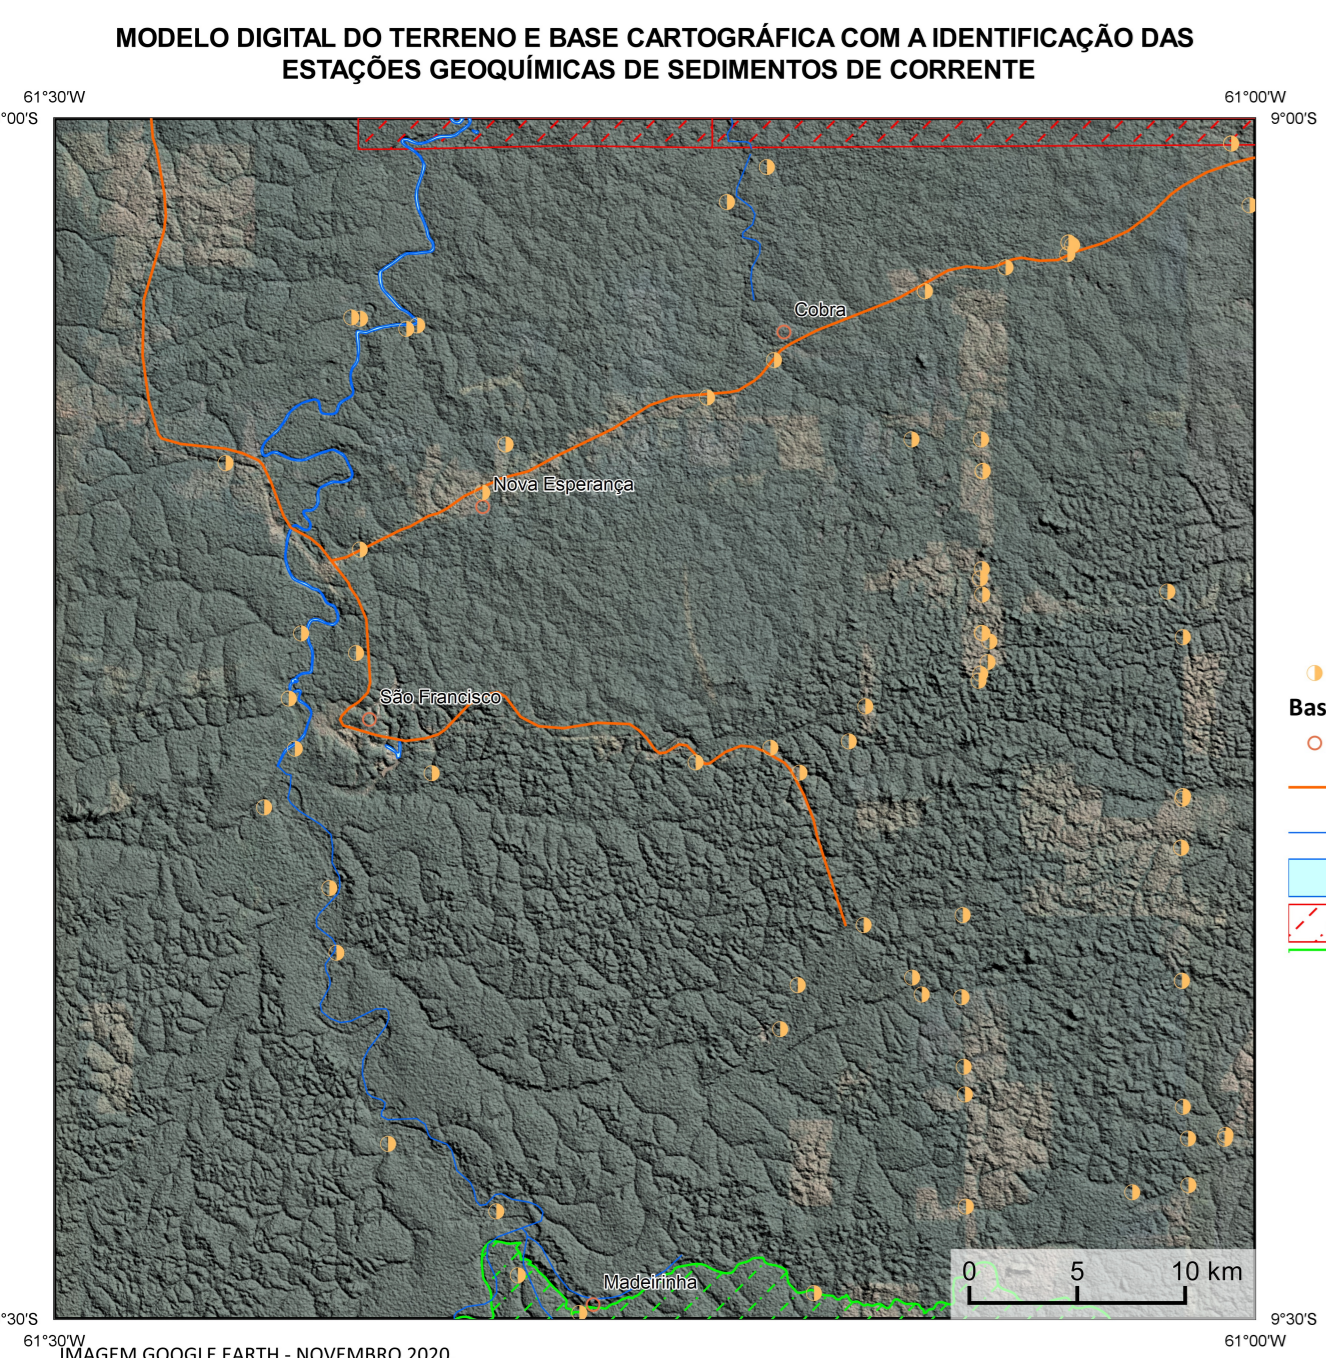 MODELO DIGITAL DO TERRENO E BASE CARTOGRÁFICA COM A IDENTIFICAÇÃO DAS
ESTAÇÕES GEOQUÍMICAS DE SEDIMENTOS DE CORRENTE
61°30'W
61°00'W
°00'S
9°00'S
Cobra
Nova Esperança
São Francisco
Bas
0 5 10 km
Madeirinha
°30'S
9°30'S
61°30'W
61°00'W
IMAGEM GOOGLE EARTH - NOVEMBRO 2020